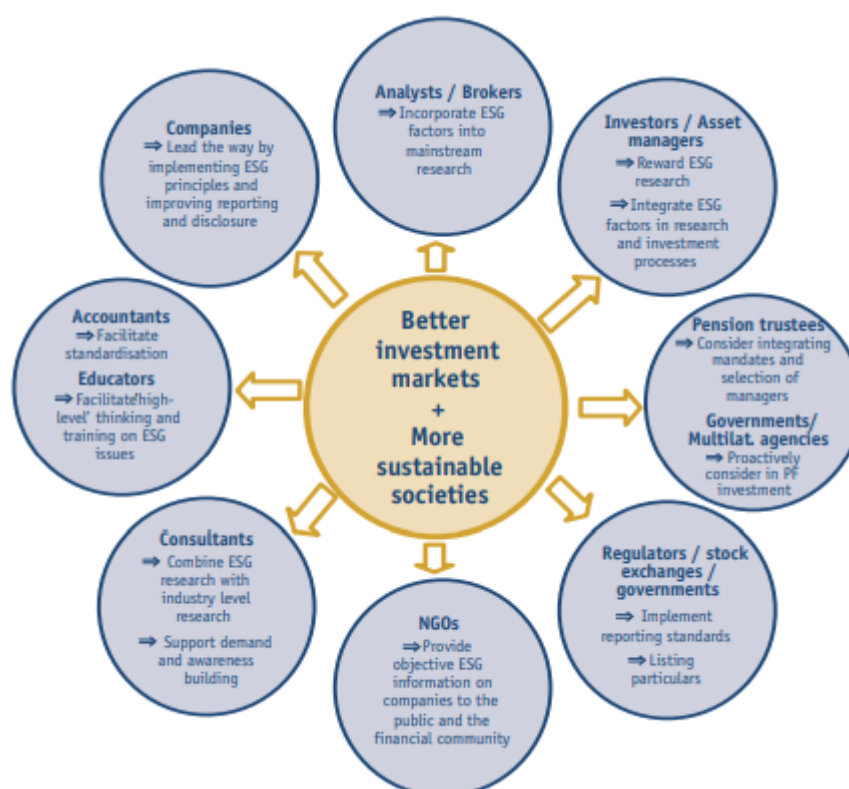 Analysts / Brokers
⇒ Incorporate ESG
factors into
mainstream
research
Investors / Asset
managers
⇒ Reward ESG
research
⇒ Integrate ESG
factors in research
and investment
processes
Pension trustees
⇒ Consider integrating
mandates and
selection of
managers
Governments/
Multilat. agencies
⇒ Proactively
consider in PF
investment
Regulators / stock
exchanges /
governments
⇒ Implement
reporting standards
⇒ Listing
particulars
NGOs
⇒ Provide
objective ESG
information on
companies to the
public and the
financial community
Consultants
⇒ Combine ESG
research with
industry level
research
⇒ Support demand
and awareness
building
Accountants
⇒ Facilitate
standardisation
Educators
⇒ Facilitate‘high-
level’ thinking and
training on ESG
issues
Companies
⇒ Lead the way by
implementing ESG
principles and
improving reporting
and disclosure
Better
investment
markets
+
More
sustainable
societies